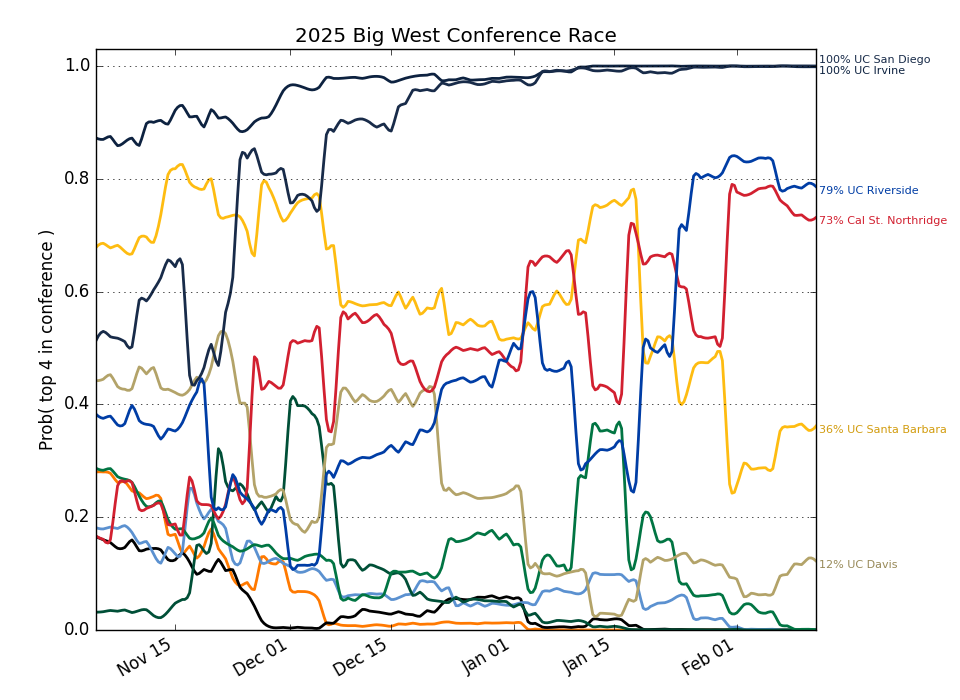 2025 Big West Conference Race
Prob( top 4 in conference )
1.0
0.8
0.6
0.4
0.2
0.0
Nov 15
Dec 01
Dec 15
Jan 01
Jan 15
Feb 01
100% UC San Diego
100% UC Irvine
79% UC Riverside
73% Cal St. Northridge
36% UC Santa Barbara
12% UC Davis